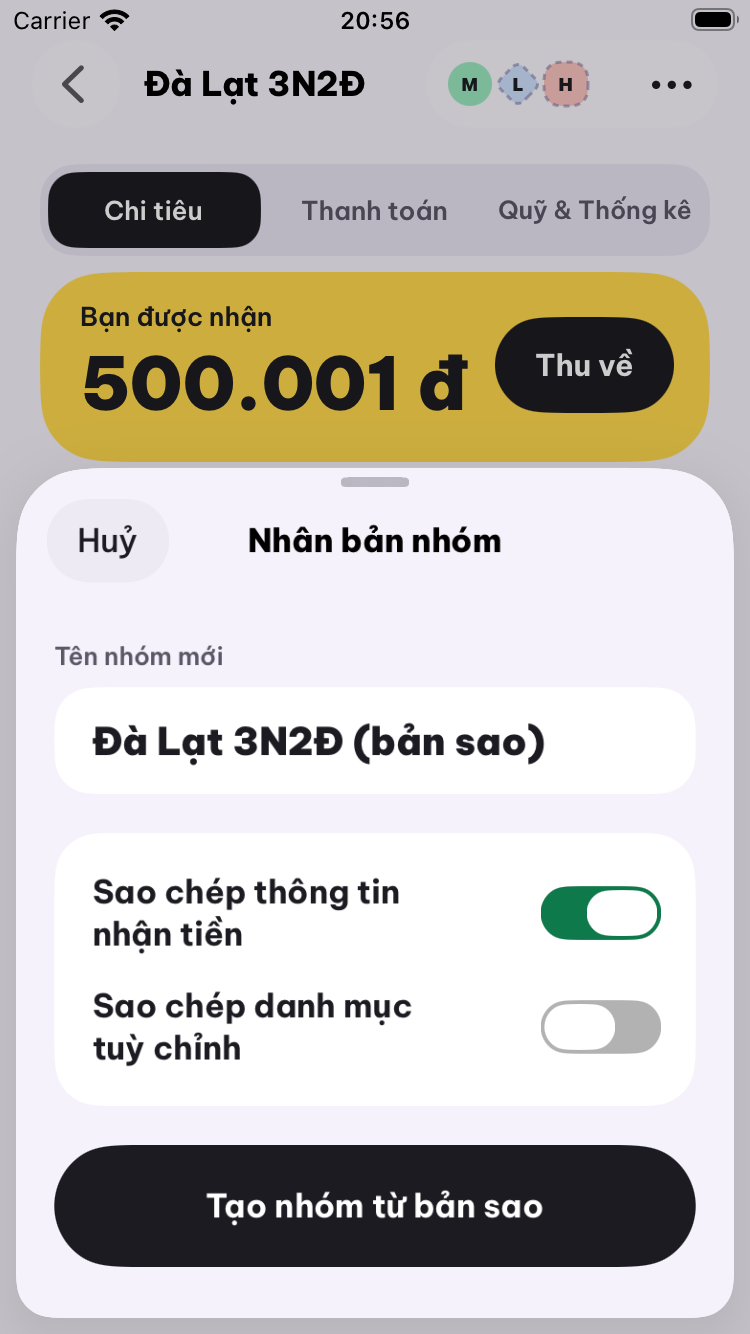 Carrier 20:56
Đà Lạt 3N2Đ M L H
Chi tiêu Thanh toán Quỹ & Thống kê
Bạn được nhận
500.001 đ Thu về
Huỷ Nhân bản nhóm
Tên nhóm mới
Đà Lạt 3N2Đ (bản sao)
Sao chép thông tin
nhận tiền
Sao chép danh mục
tuỳ chỉnh
Tạo nhóm từ bản sao